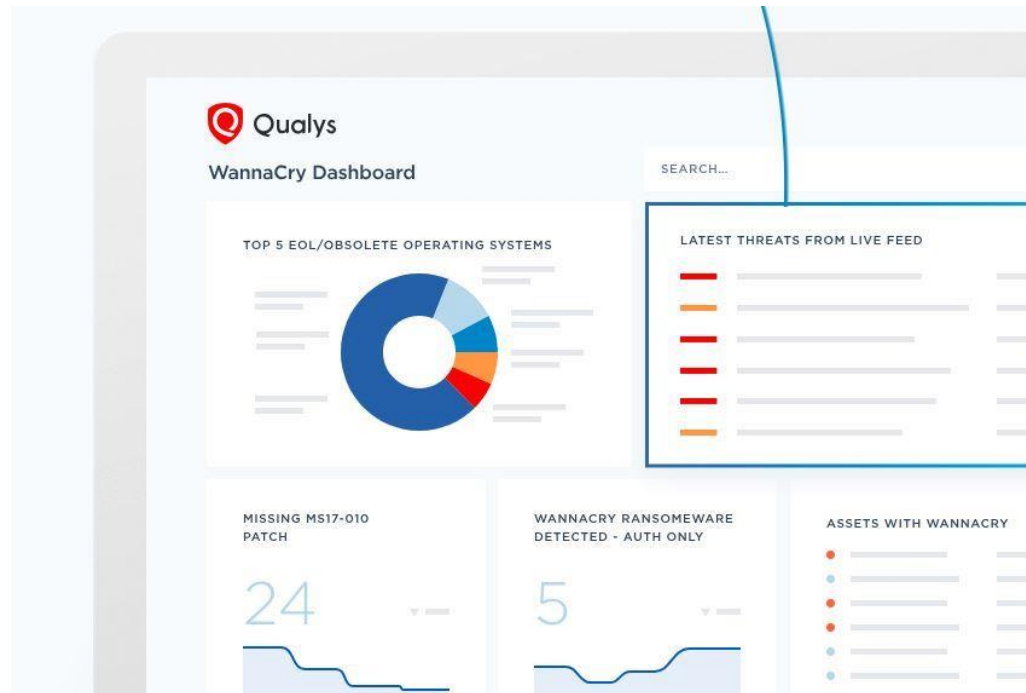 Qualys
WannaCry Dashboard
SEARCH...
TOP 5 EOL/OBSOLETE OPERATING SYSTEMS
LATEST THREATS FROM LIVE FEED
MISSING MS17-010
PATCH
24
WANNACRY RANSOMEWARE
DETECTED - AUTH ONLY
5
ASSETS WITH WANNACRY